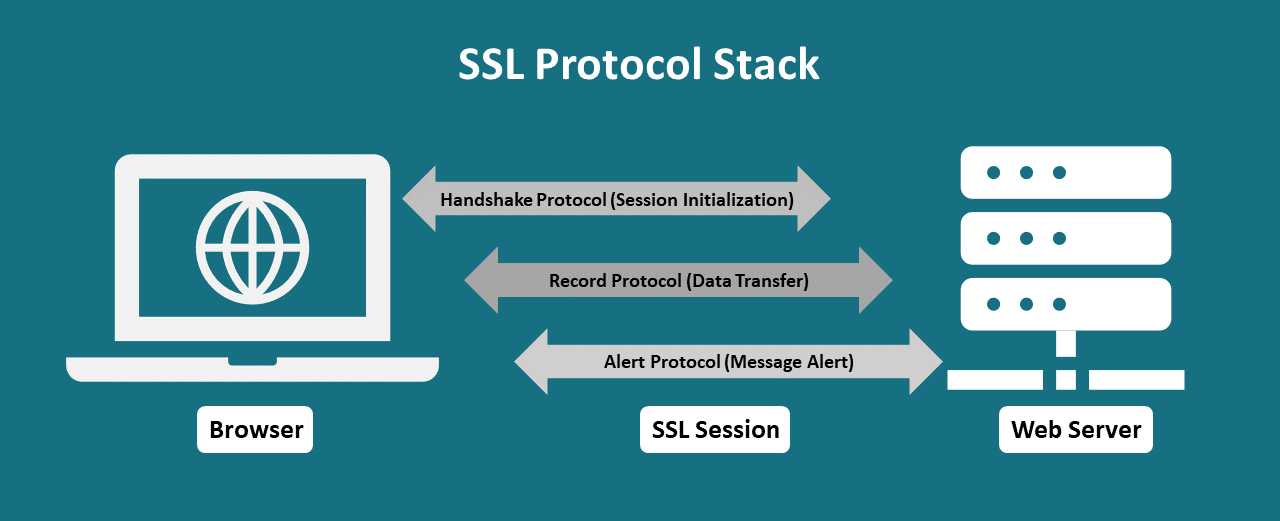 SSL Protocol Stack
Handshake Protocol (Session Initialization)
Record Protocol (Data Transfer)
Alert Protocol (Message Alert)
Browser
SSL Session
Web Server